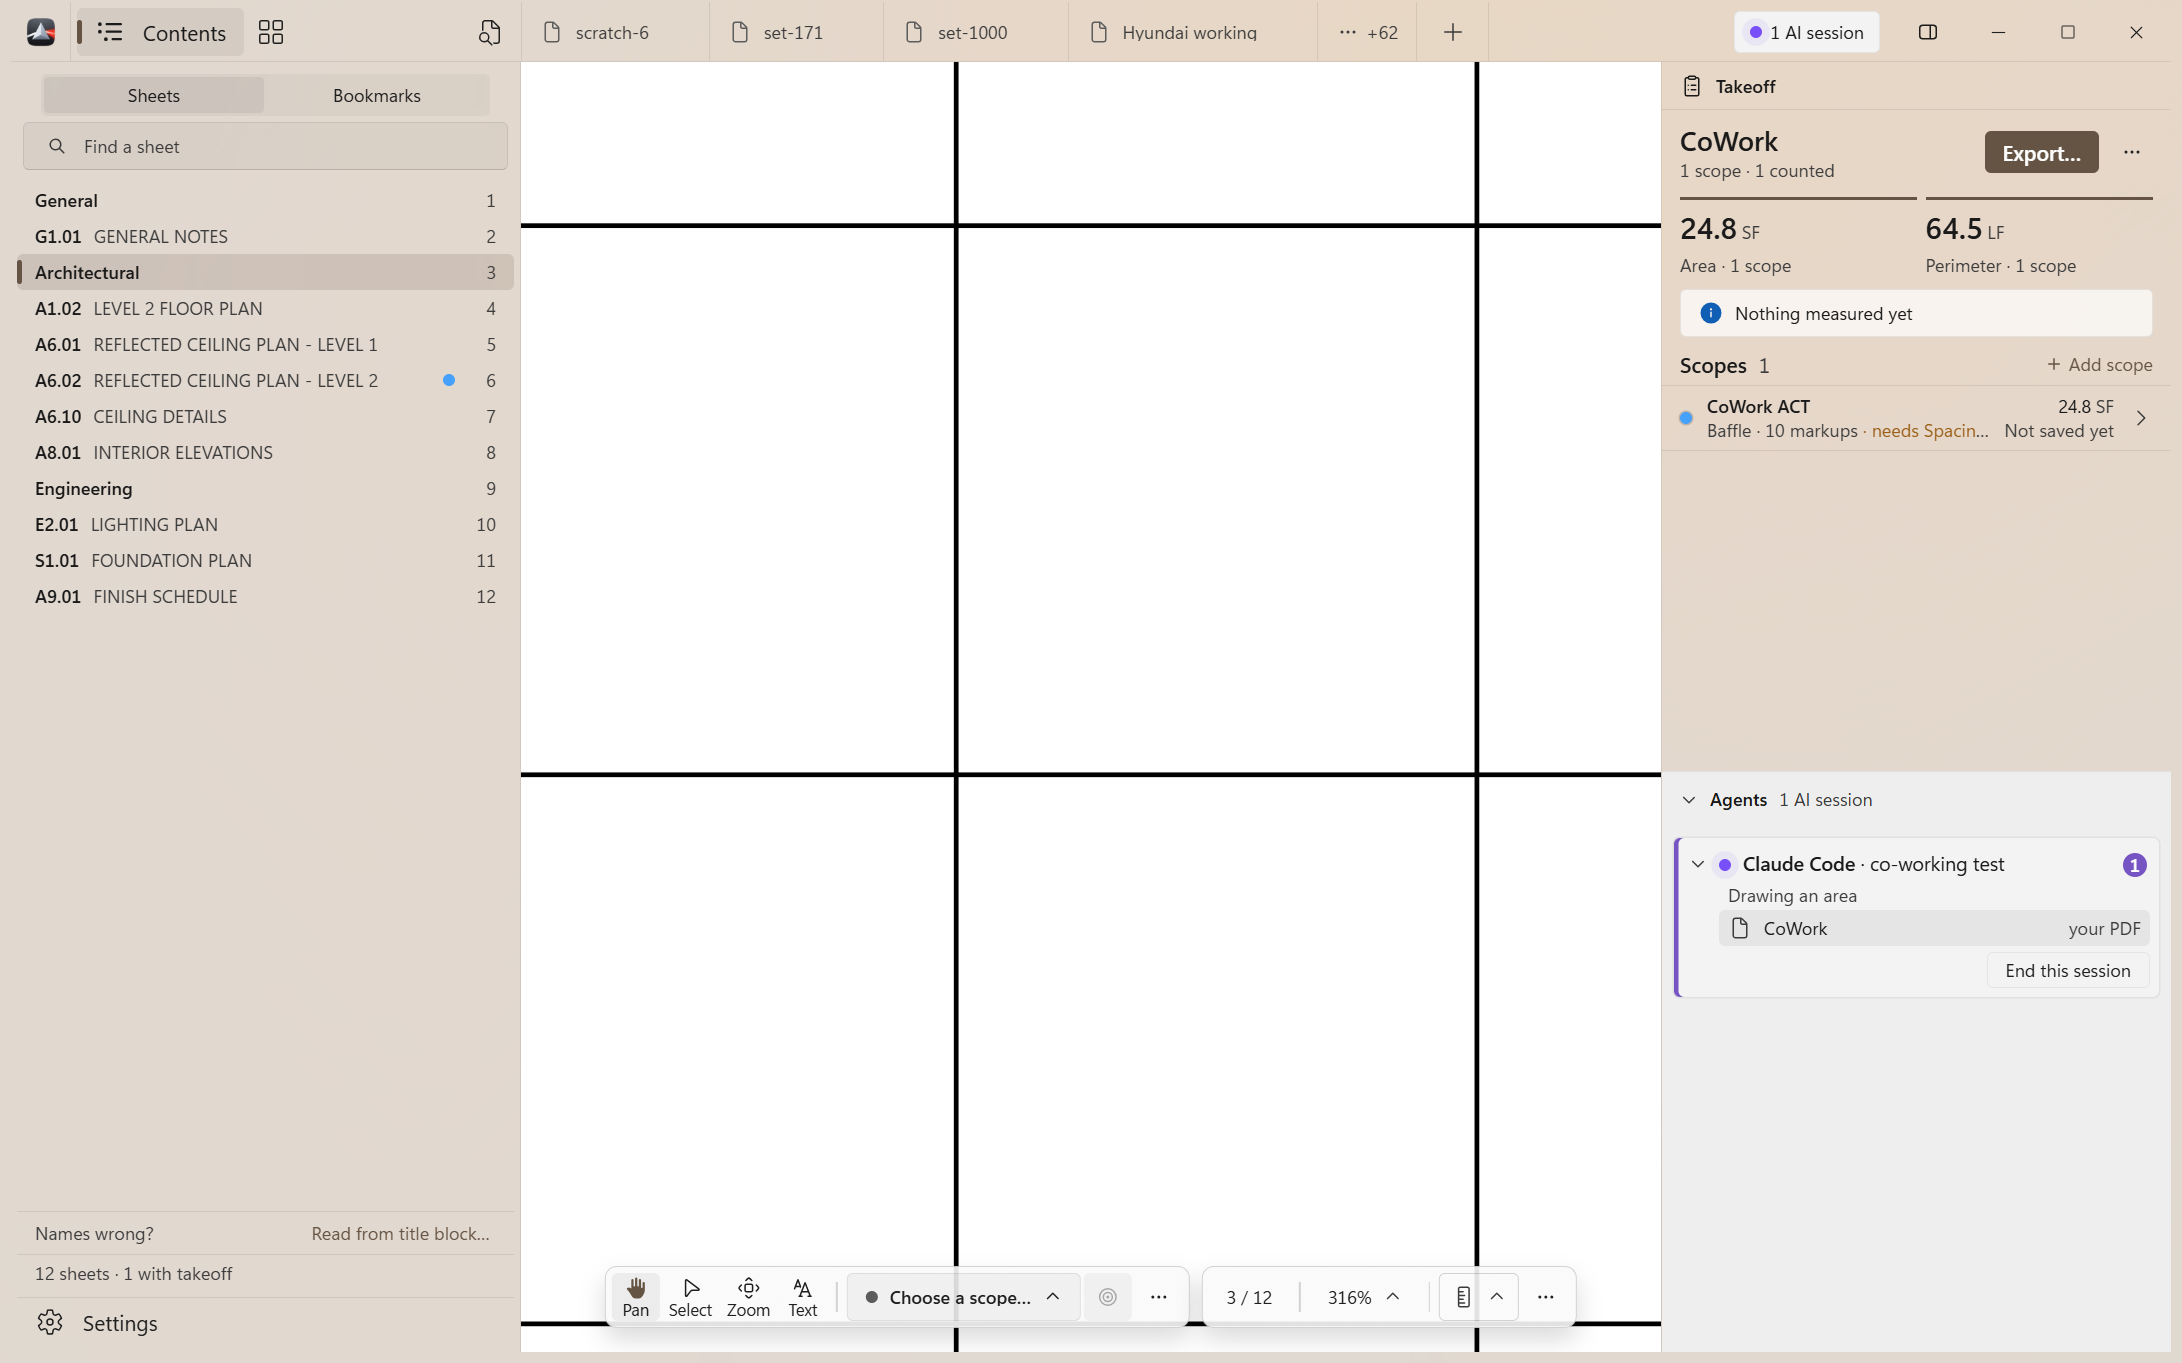 Contents
scratch-6
set-171
set-1000
Hyundai working
+62
1 AI session
Sheets
Bookmarks
Find a sheet
General 1
G1.01 GENERAL NOTES 2
Architectural 3
A1.02 LEVEL 2 FLOOR PLAN 4
A6.01 REFLECTED CEILING PLAN - LEVEL 1 5
A6.02 REFLECTED CEILING PLAN - LEVEL 2 6
A6.10 CEILING DETAILS 7
A8.01 INTERIOR ELEVATIONS 8
Engineering 9
E2.01 LIGHTING PLAN 10
S1.01 FOUNDATION PLAN 11
A9.01 FINISH SCHEDULE 12
Names wrong?
Read from title block...
12 sheets · 1 with takeoff
Settings
Pan
Select
Zoom
Text
Choose a scope...
3 / 12
316%
Takeoff
CoWork
1 scope · 1 counted
Export...
24.8 SF
Area · 1 scope
64.5 LF
Perimeter · 1 scope
Nothing measured yet
Scopes 1
+ Add scope
CoWork ACT
24.8 SF
Baffle · 10 markups · needs Spacin...
Not saved yet
Agents 1 AI session
Claude Code · co-working test
1
Drawing an area
CoWork
your PDF
End this session